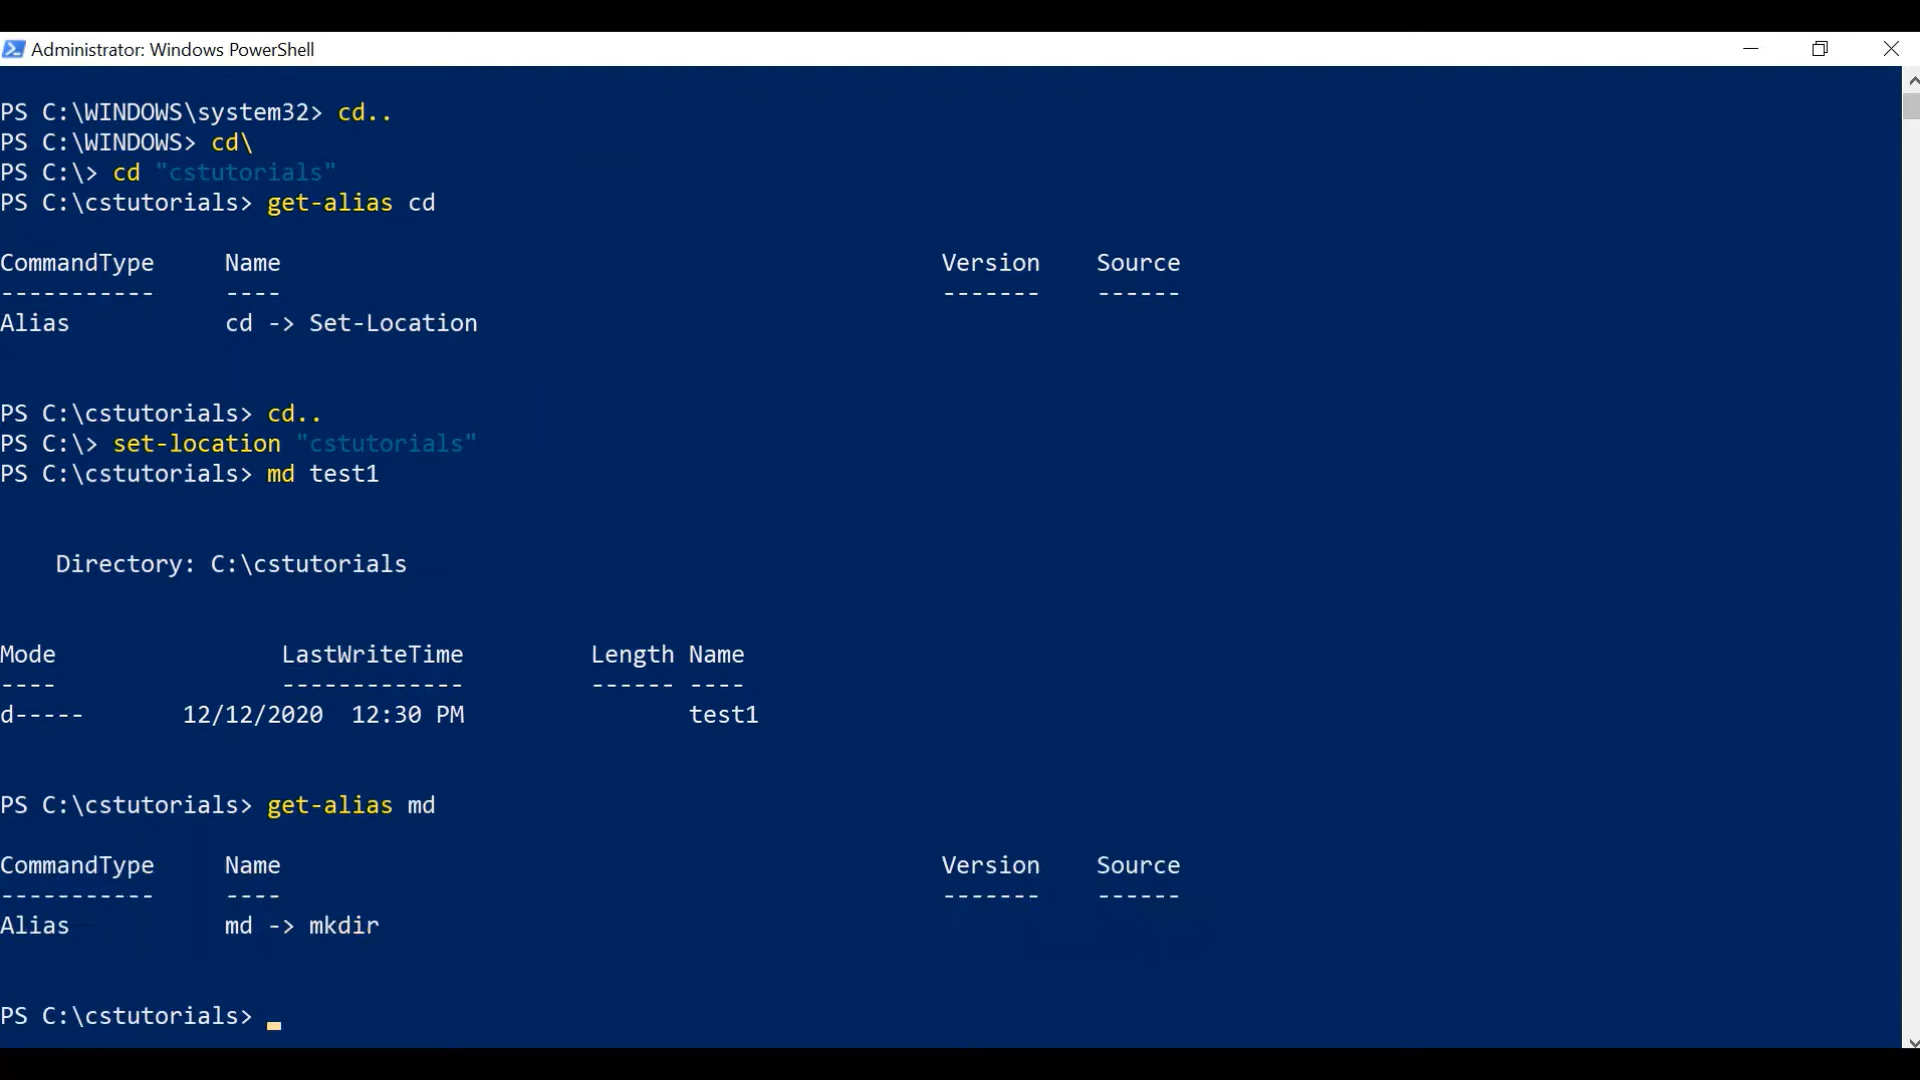 Administrator: Windows PowerShell
PS C:\WINDOWS\system32> cd..
PS C:\WINDOWS> cd\
PS C:\> cd "cstutorials"
PS C:\cstutorials> get-alias cd
CommandType     Name                                               Version    Source
-----------     ----                                               -------    ------
Alias           cd -> Set-Location
PS C:\cstutorials> cd..
PS C:\> set-location "cstutorials"
PS C:\cstutorials> md test1
    Directory: C:\cstutorials
Mode                LastWriteTime         Length Name
----                -------------         ------ ----
d-----       12/12/2020  12:30 PM                test1
PS C:\cstutorials> get-alias md
CommandType     Name                                               Version    Source
-----------     ----                                               -------    ------
Alias           md -> mkdir
PS C:\cstutorials>